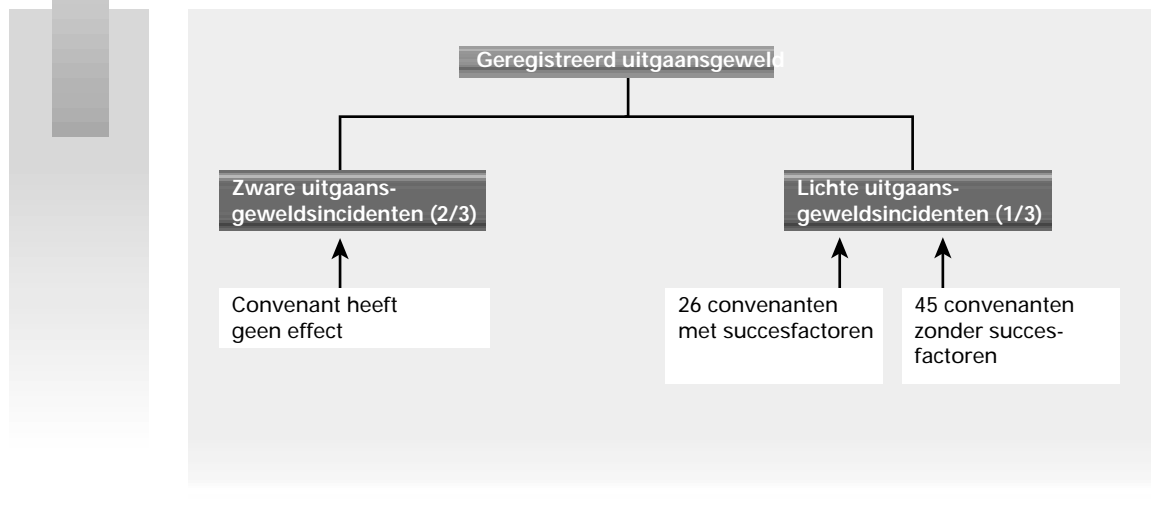 Geregistreerd uitgaansgeweld
Zware uitgaans-
geweldsincidenten (2/3)
Lichte uitgaans-
geweldsincidenten (1/3)
Convenant heeft
geen effect
26 convenanten
met succesfactoren
45 convenanten
zonder succes-
factoren